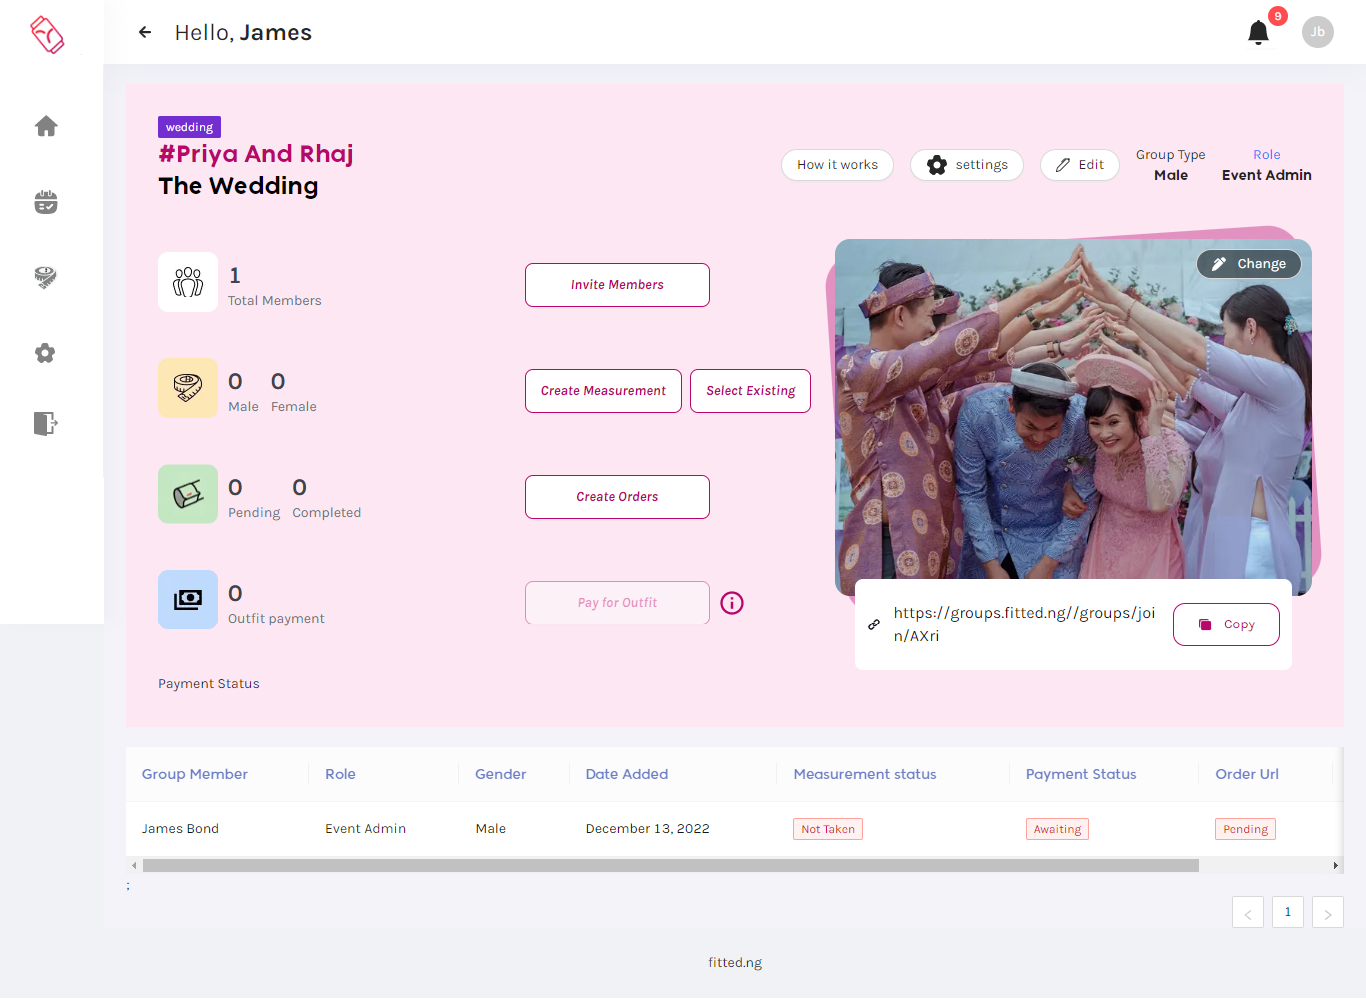 Hello, James
9
Jb
wedding
#Priya And Rhaj
The Wedding
How it works
settings
Edit
Group Type
Male
Role
Event Admin
1
Total Members
Invite Members
Change
0 0
Male Female
Create Measurement
Select Existing
0 0
Pending Completed
Create Orders
0
Outfit payment
Pay for Outfit
https://groups.fitted.ng//groups/joi
n/AXri
Copy
Payment Status
Group Member Role Gender Date Added Measurement status Payment Status Order Url
James Bond Event Admin Male December 13, 2022 Not Taken Awaiting Pending
;
< 1 >
fitted.ng